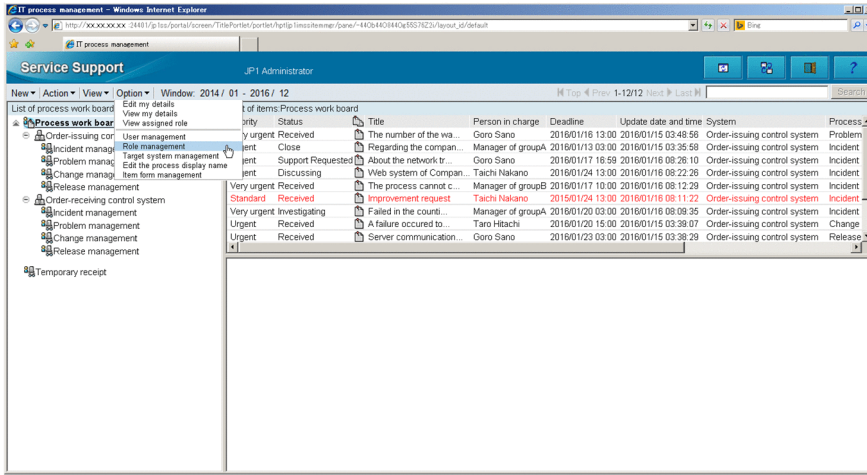 IT process management - Windows Internet Explorer
Bing
IT process management
Service Support
JP1 Administrator
New Action View Option Window: 2014 / 01 - 2016 / 12
Top Prev 1-12/12 Next Last Search
List of process work board
t of items:Process work board
Edit my details
View my details
View assigned role
User management
Role management
Target system management
Edit the process display name
Item form management
Process work boar
Order-issuing con
Incident manag
Problem manag
Change manag
Release management
Order-receiving control system
Incident management
Problem management
Change management
Release management
Temporary receipt
ority Status Title Person in charge Deadline Update date and time System Process
ry urgent Received The number of the wa... Goro Sano 2016/01/16 13:00 2016/01/15 03:48:56 Order-issuing control system Problem
ent Close Regarding the compan... Manager of groupA 2016/01/13 03:00 2016/01/15 03:35:58 Order-issuing control system Incident
ent Support Requested About the network tr... Goro Sano 2016/01/17 16:59 2016/01/16 08:26:10 Order-issuing control system Incident
ent Discussing Web system of Compan... Taichi Nakano 2016/01/24 13:00 2016/01/16 08:22:26 Order-issuing control system Incident
Very urgent Received The process cannot c... Manager of groupB 2016/01/17 10:00 2016/01/16 08:12:29 Order-issuing control system Incident
Standard Received Improvement request Taichi Nakano 2015/01/24 13:00 2016/01/16 08:11:22 Order-issuing control system Incident
Very urgent Investigating Failed in the counti... Manager of groupA 2016/01/20 03:00 2016/01/16 08:09:35 Order-issuing control system Incident
Urgent Received A failure occured to... Taro Hitachi 2016/01/20 15:00 2016/01/15 03:39:07 Order-issuing control system Change
Urgent Received Server communication... Goro Sano 2016/01/23 03:00 2016/01/15 03:38:29 Order-issuing control system Release